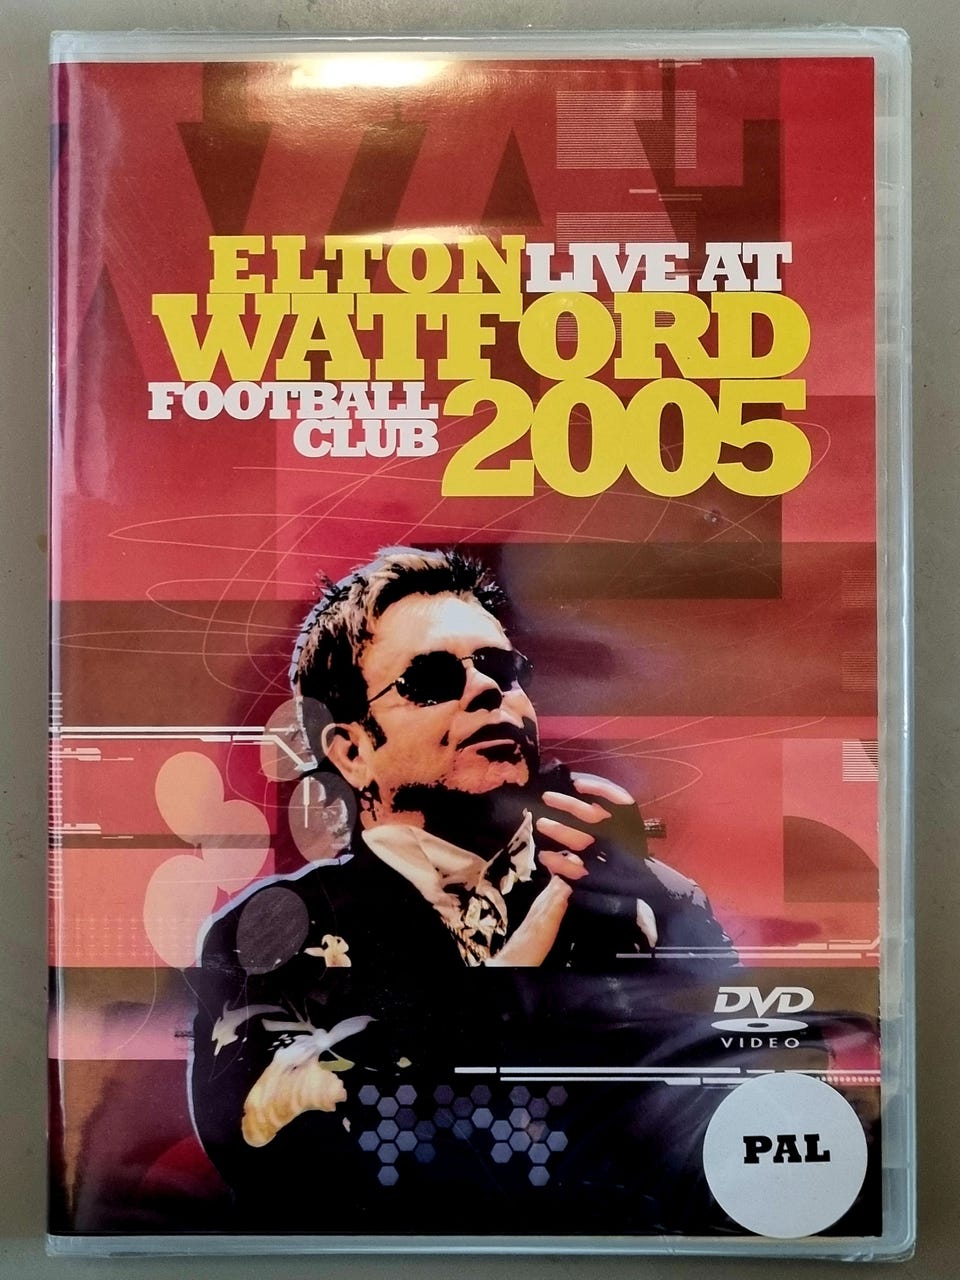 ELTON LIVE AT
WATFORD
FOOTBALL
CLUB 2005
DVD
VIDEO
PAL